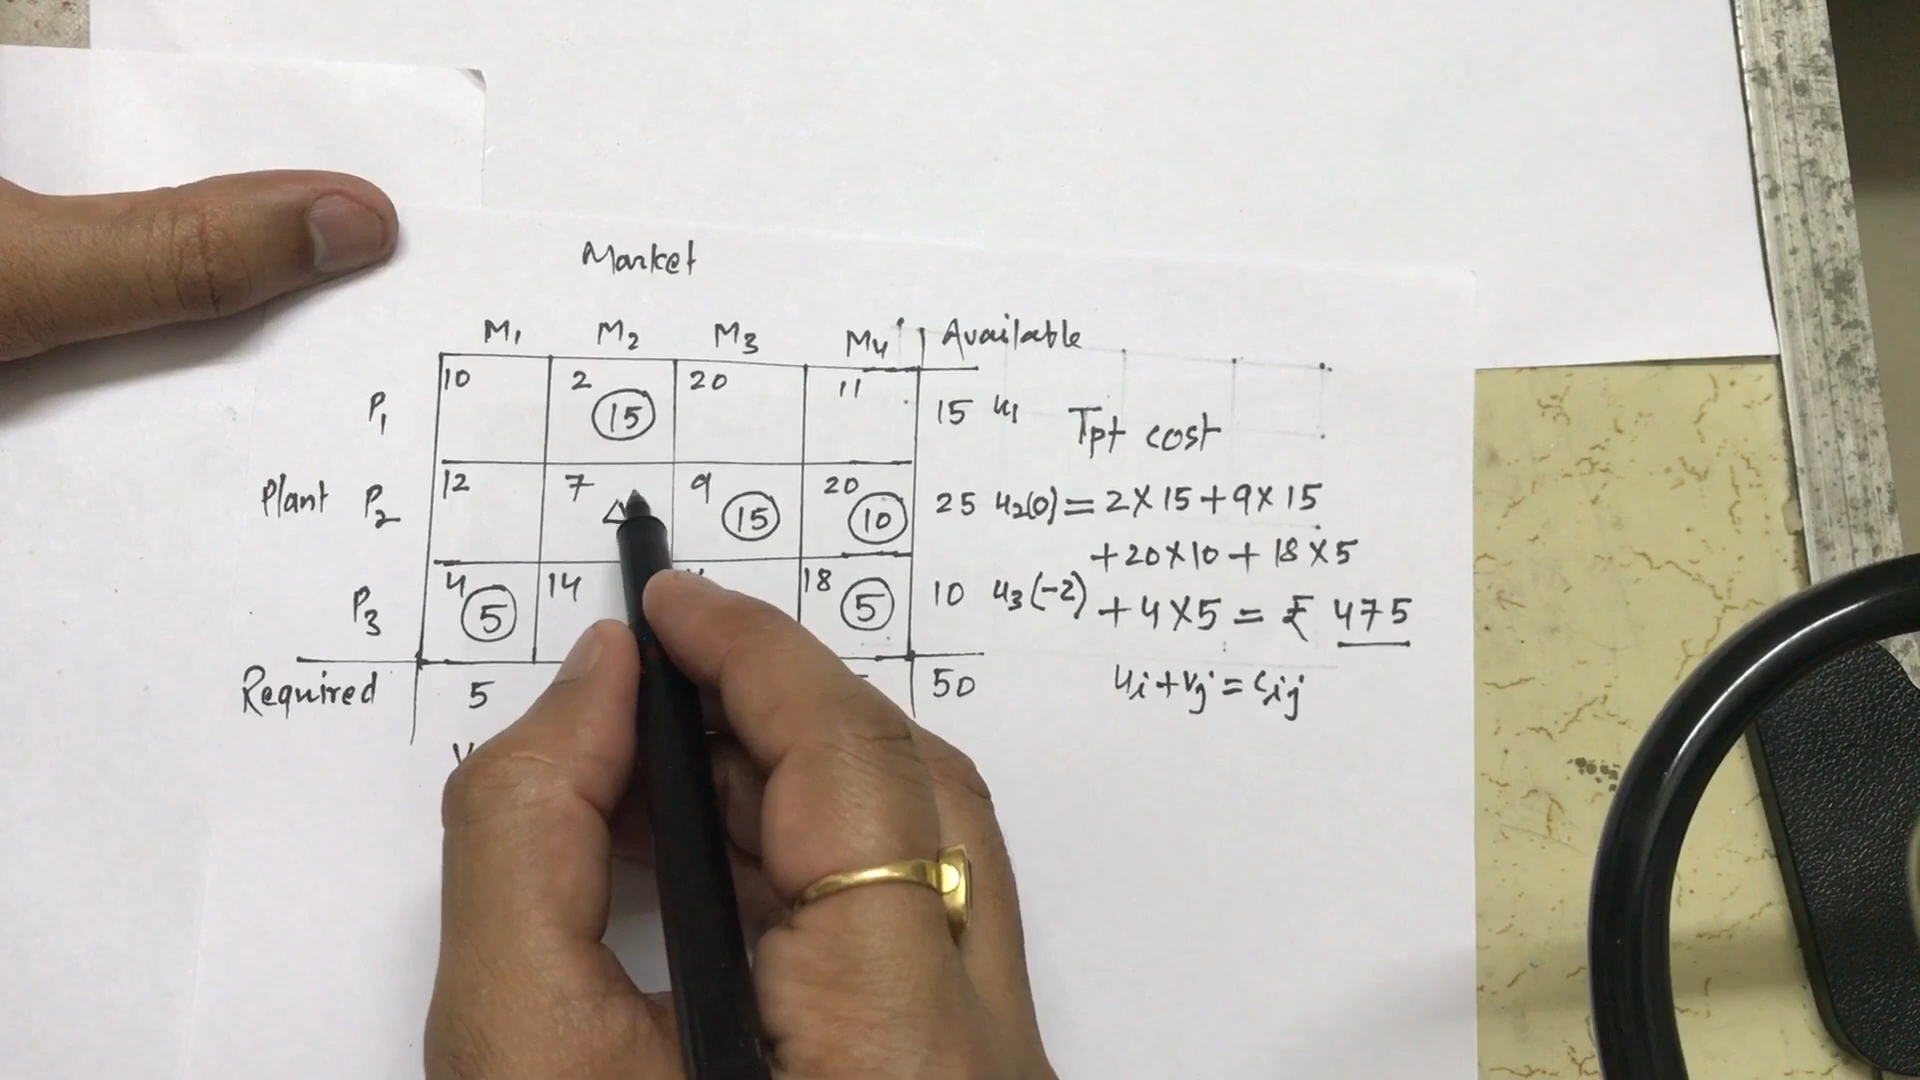 Market
M1 M2 M3 M4 Available
10 2 20 11
P1 15 15 u1 Tpt cost
12 7 9 20
Plant P2 Δ 15 10 25 u2(0) = 2×15+9×15
+20×10+18×5
4 14 18
P3 5 5 10 u3(-2) +4×5 = ₹ 475
Required 5 50 ui+vj=cij